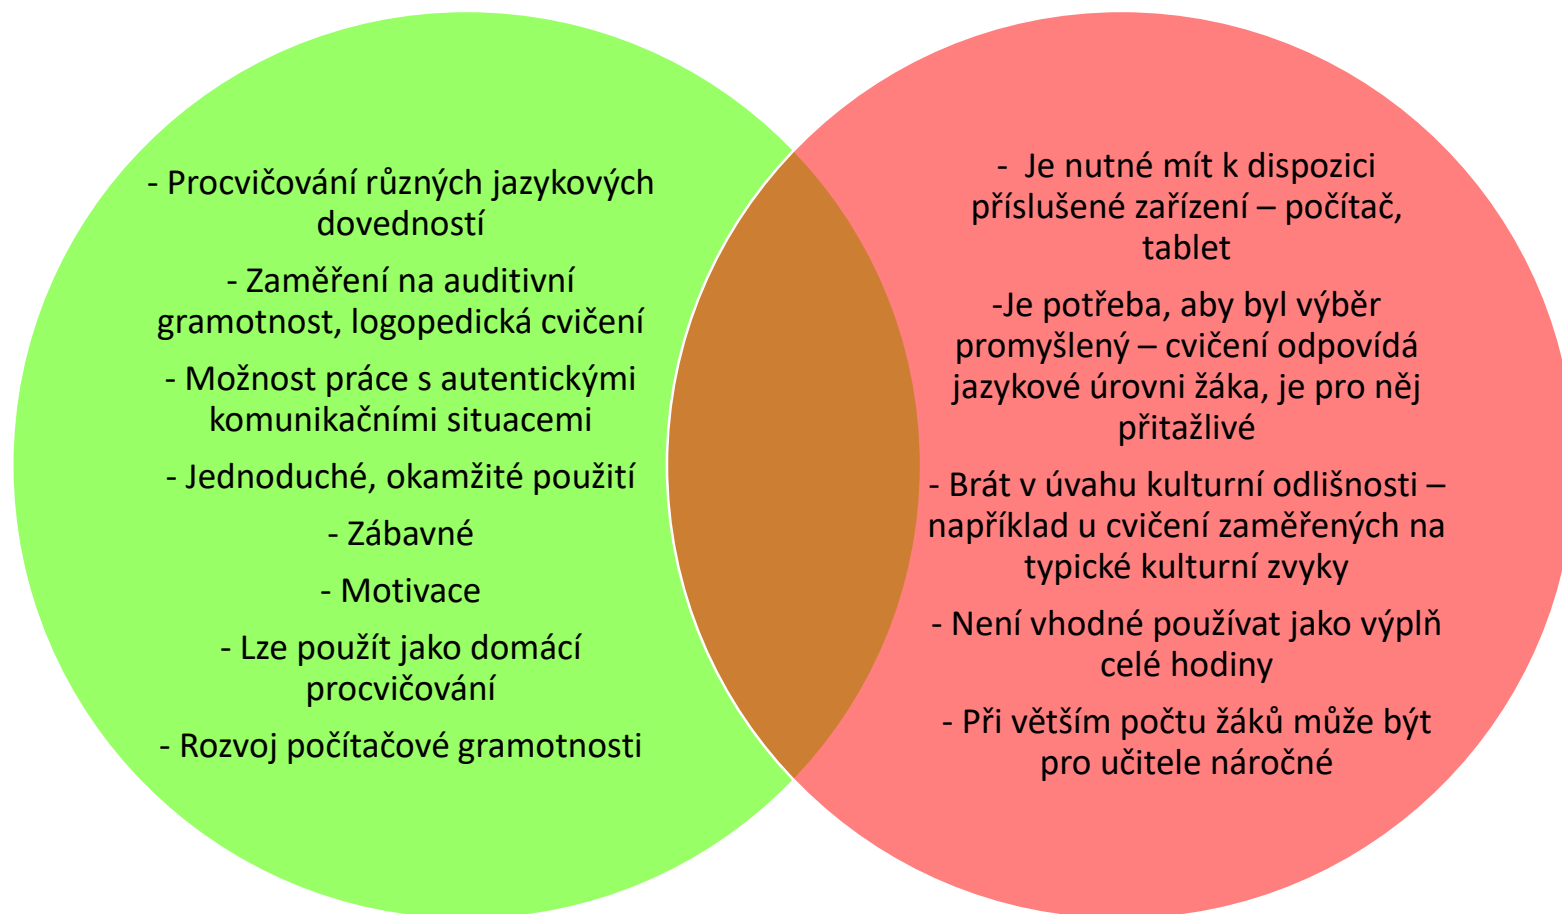 - Procvičování různých jazykových
dovedností
- Zaměření na auditivní
gramotnost, logopedická cvičení
- Možnost práce s autentickými
komunikačními situacemi
- Jednoduché, okamžité použití
- Zábavné
- Motivace
- Lze použít jako domácí
procvičování
- Rozvoj počítačové gramotnosti
- Je nutné mít k dispozici
příslušené zařízení – počítač,
tablet
-Je potřeba, aby byl výběr
promyšlený – cvičení odpovídá
jazykové úrovni žáka, je pro něj
přitažlivé
- Brát v úvahu kulturní odlišnosti –
například u cvičení zaměřených na
typické kulturní zvyky
- Není vhodné používat jako výplň
celé hodiny
- Při větším počtu žáků může být
pro učitele náročné